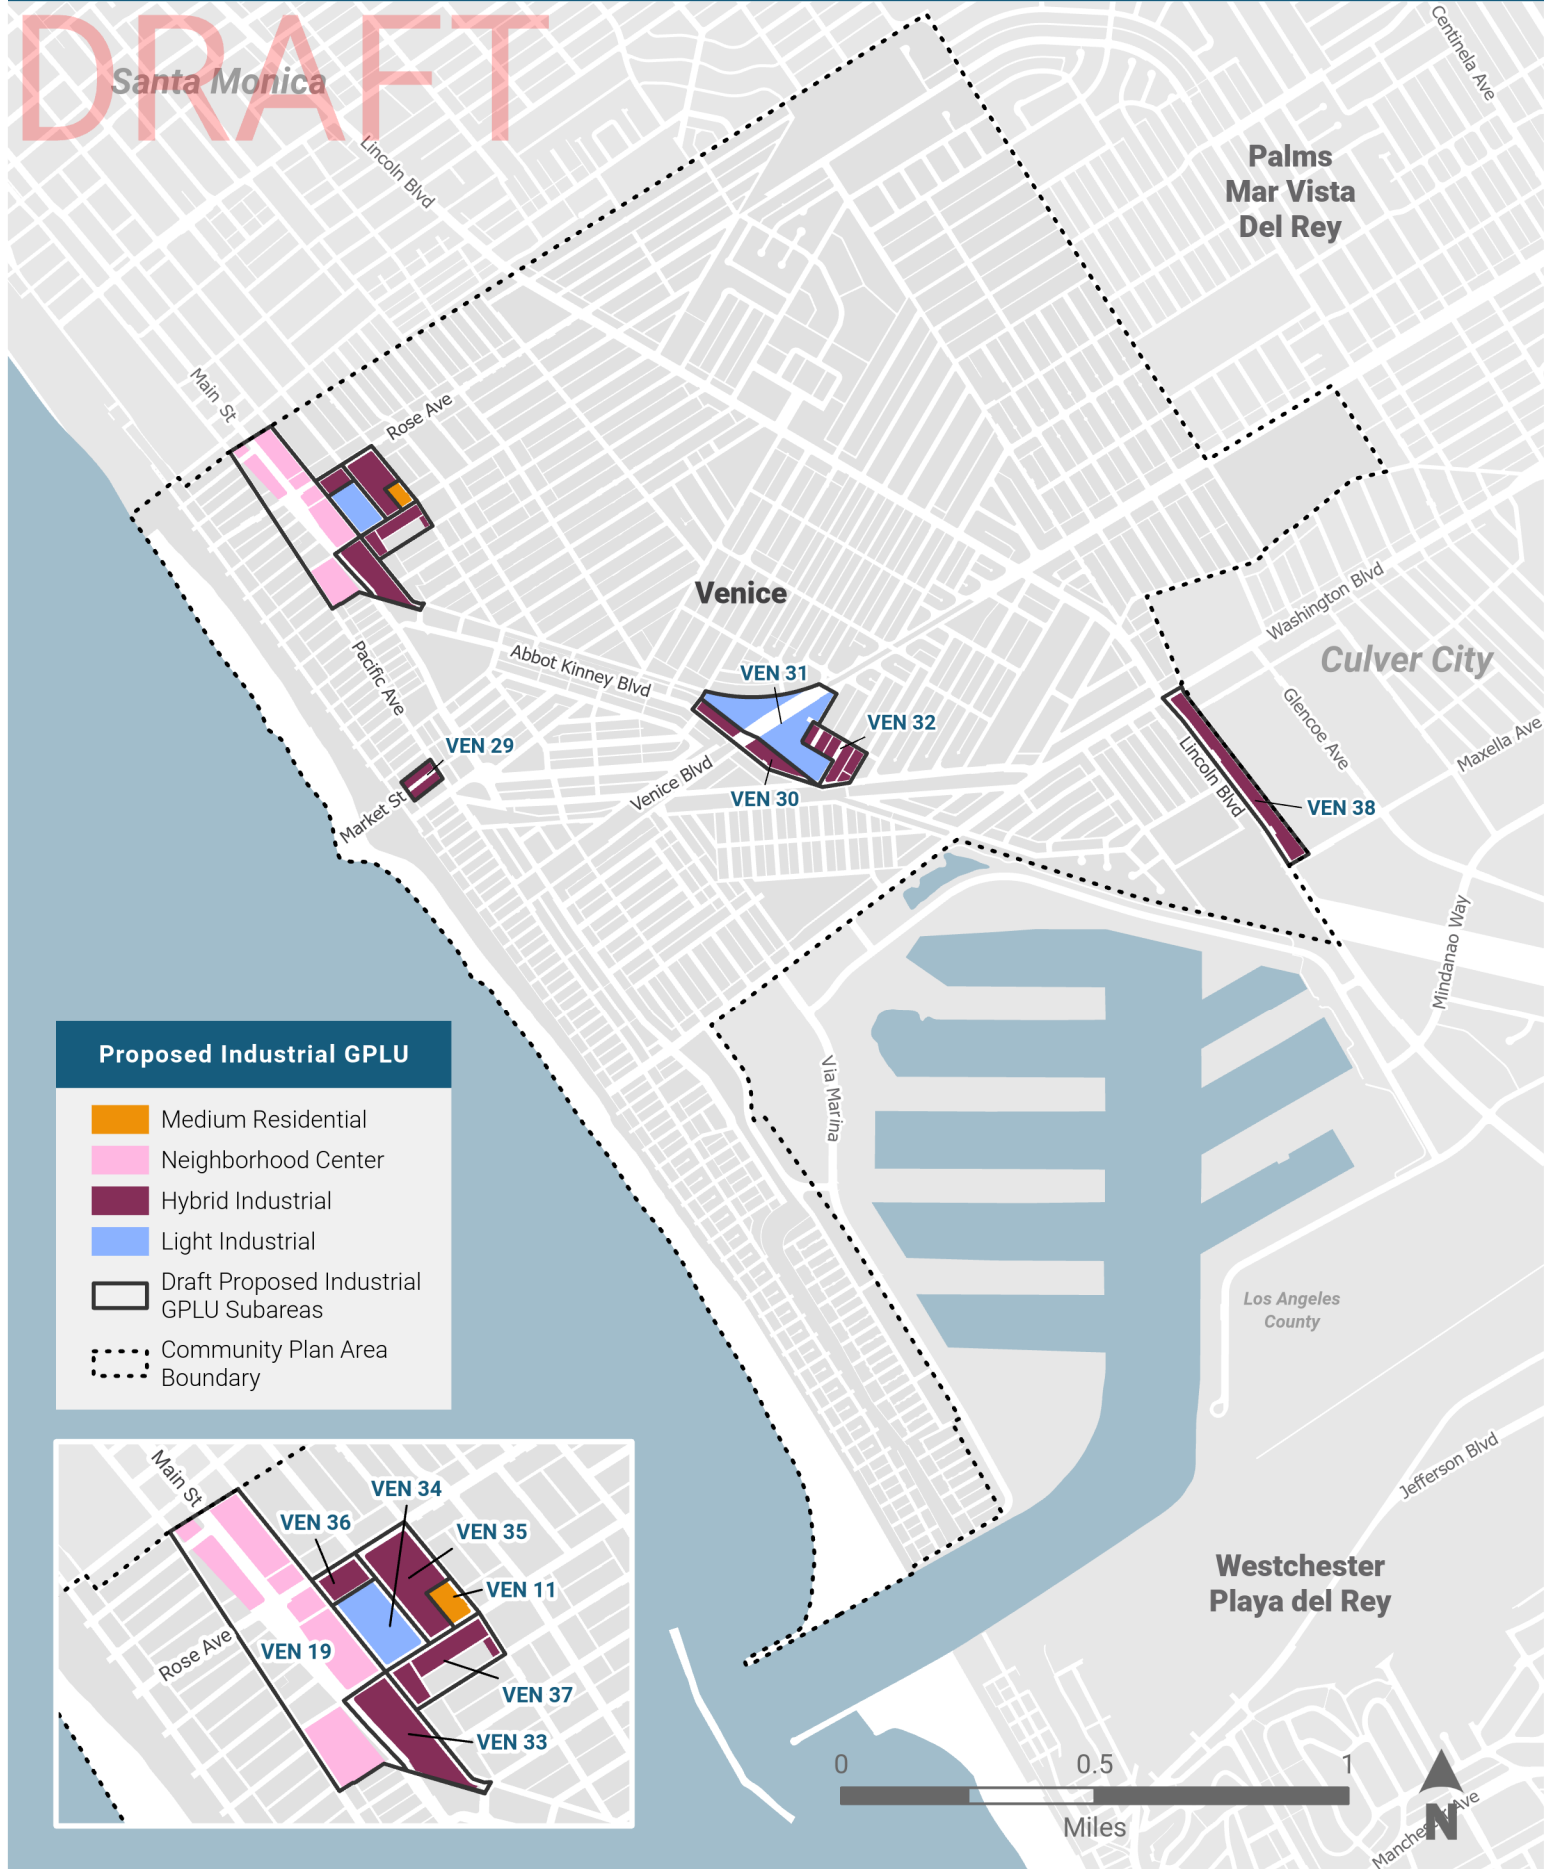 DRAFT
Santa Monica
Lincoln Blvd
Centinela Ave
Palms
Mar Vista
Del Rey
Main St
Rose Ave
Venice
Washington Blvd
Culver City
Abbot Kinney Blvd
Pacific Ave
VEN 31
VEN 32
VEN 29
VEN 30
Venice Blvd
Market St
Glencoe Ave
Maxella Ave
Lincoln Blvd
VEN 38
Mindanao Way
Via Marina
Proposed Industrial GPLU
Medium Residential
Neighborhood Center
Hybrid Industrial
Light Industrial
Draft Proposed Industrial
GPLU Subareas
Community Plan Area
Boundary
Los Angeles
County
Jefferson Blvd
Westchester
Playa del Rey
Main St
VEN 34
VEN 36
VEN 35
VEN 11
Rose Ave
VEN 19
VEN 37
VEN 33
0
0.5
1
Miles
N
Manchester Ave